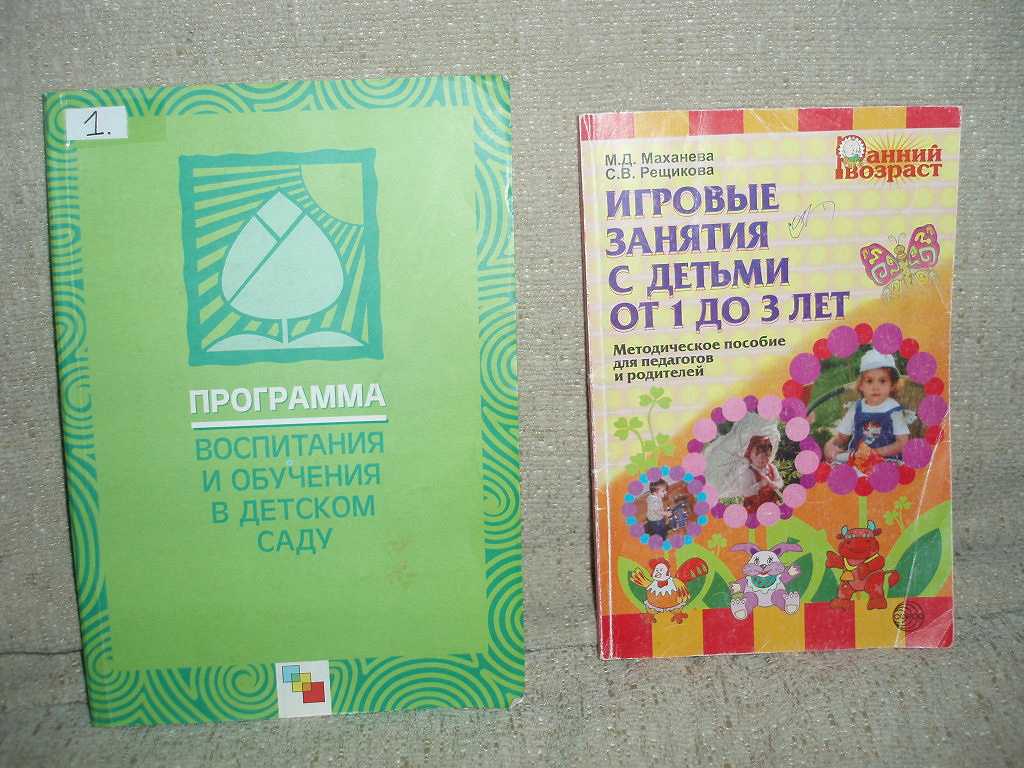 1.
ПРОГРАММА
ВОСПИТАНИЯ
И ОБУЧЕНИЯ
В ДЕТСКОМ
САДУ
М.Д. Маханева
С.В. Рещикова
Ранний
возраст
ИГРОВЫЕ
ЗАНЯТИЯ
С ДЕТЬМИ
ОТ 1 ДО 3 ЛЕТ
Методическое пособие
для педагогов
и родителей